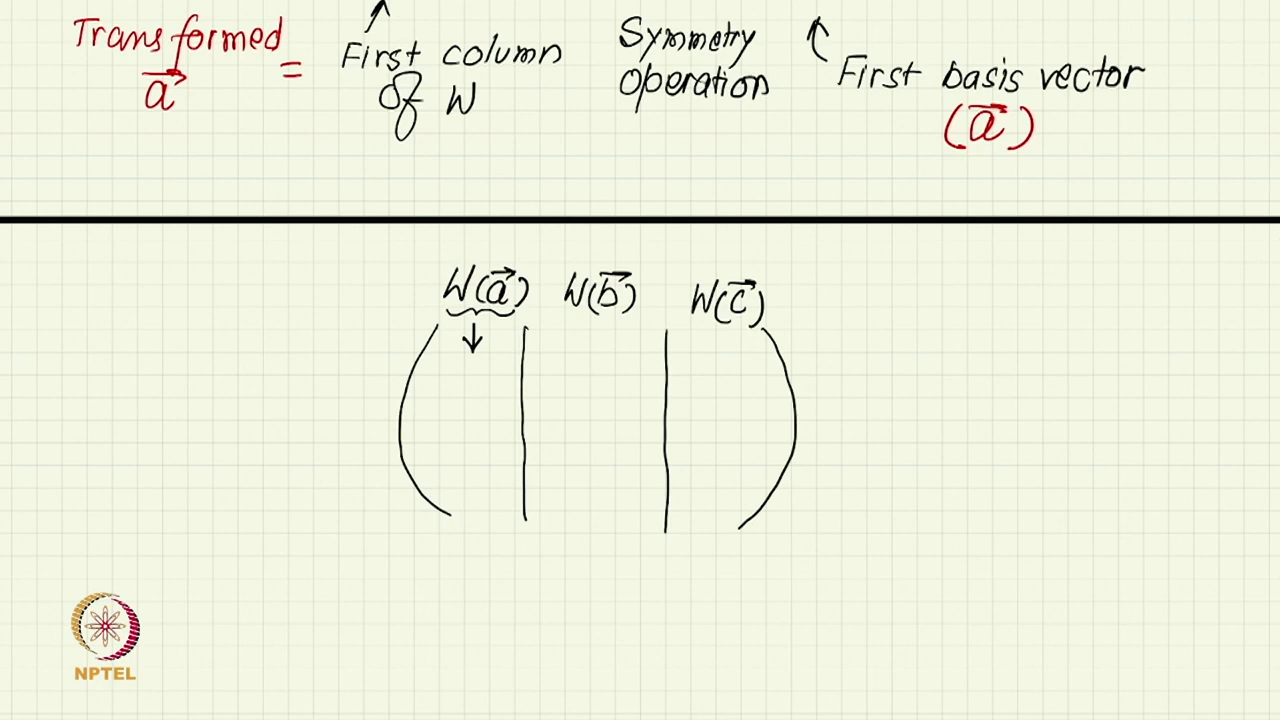 Transformed a⃗ = First column of W Symmetry operation First basis vector (a⃗)
W(a⃗) W(b⃗) W(c⃗)
NPTEL